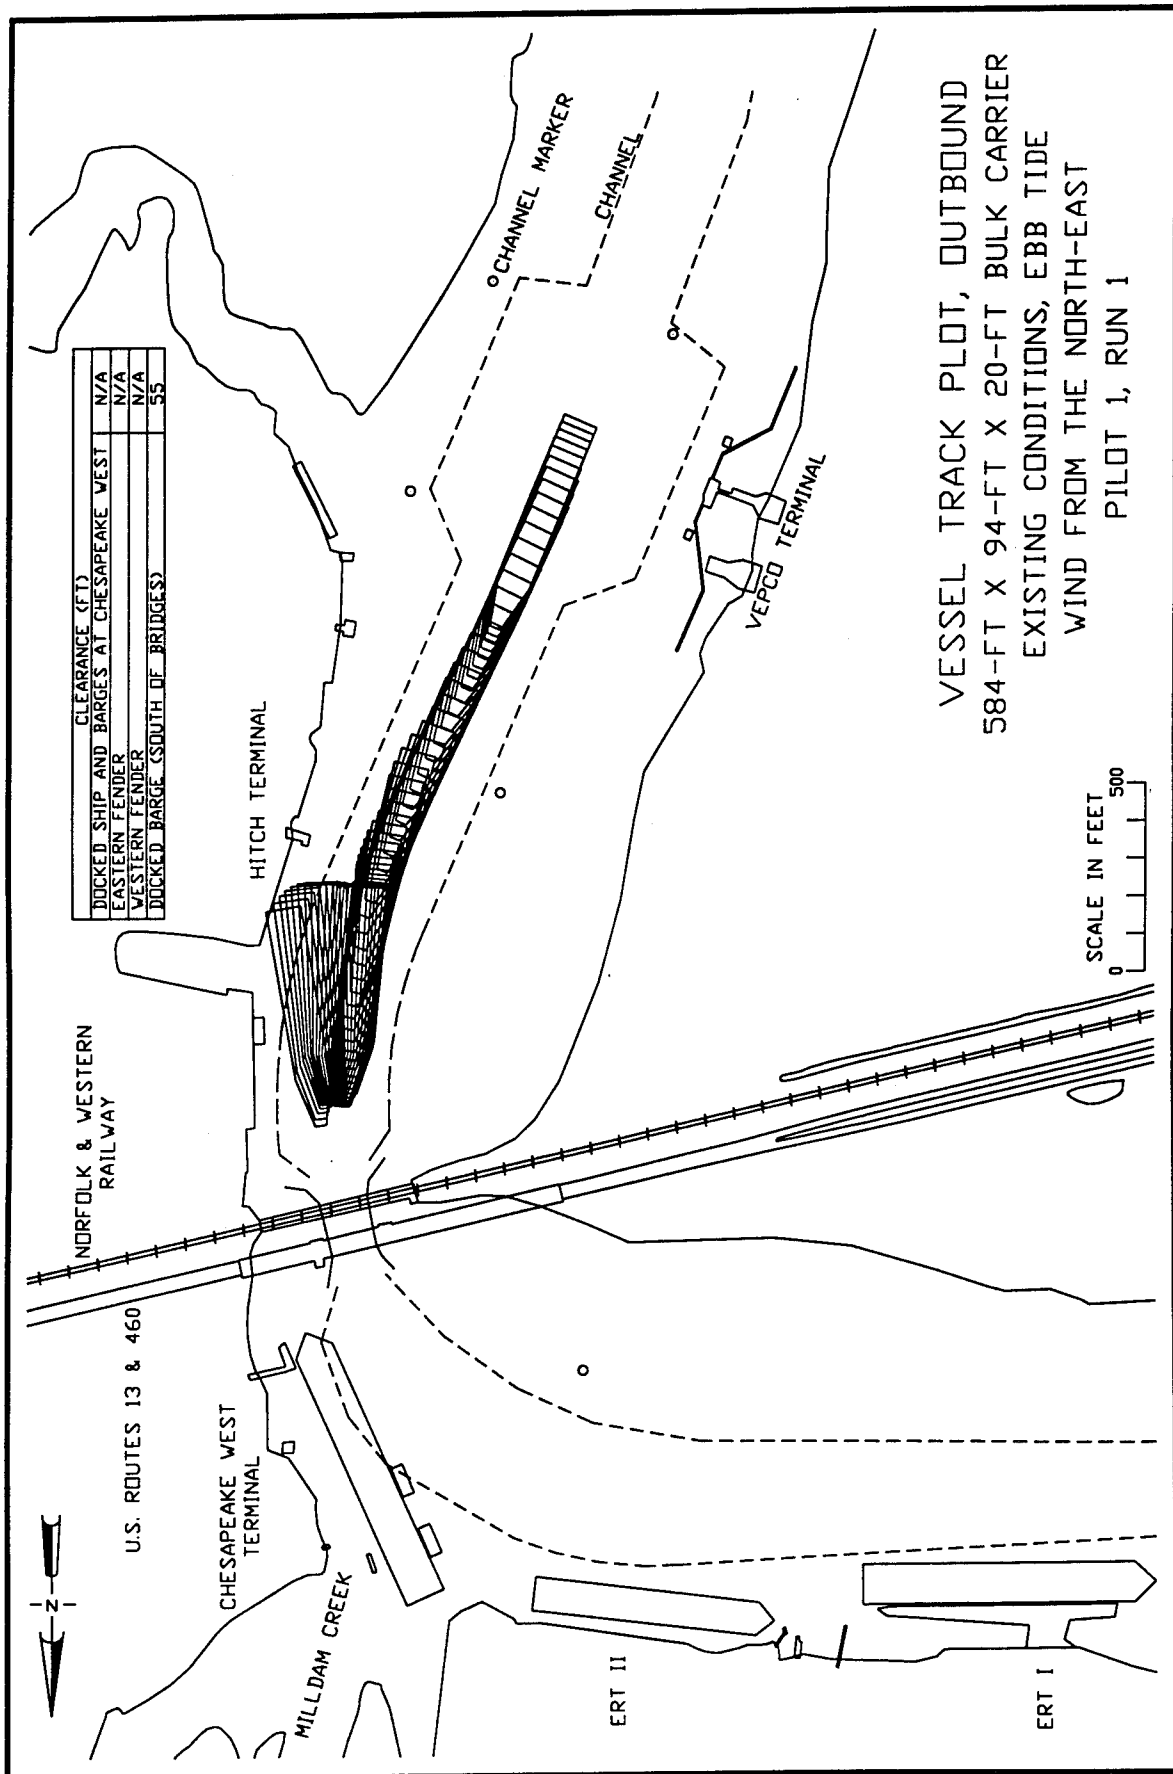 CLEARANCE (FT)
DOCKED SHIP AND BARGES AT CHESAPEAKE WEST N/A
EASTERN FENDER N/A
WESTERN FENDER N/A
DOCKED BARGE (SOUTH OF BRIDGES) 55
CHANNEL MARKER
CHANNEL
HITCH TERMINAL
VEPCO TERMINAL
NORFOLK & WESTERN
RAILWAY
U.S. ROUTES 13 & 460
CHESAPEAKE WEST
TERMINAL
MILLDAM CREEK
ERT II
ERT I
N
SCALE IN FEET
0 500
VESSEL TRACK PLOT, OUTBOUND
584-FT X 94-FT X 20-FT BULK CARRIER
EXISTING CONDITIONS, EBB TIDE
WIND FROM THE NORTH-EAST
PILOT 1, RUN 1